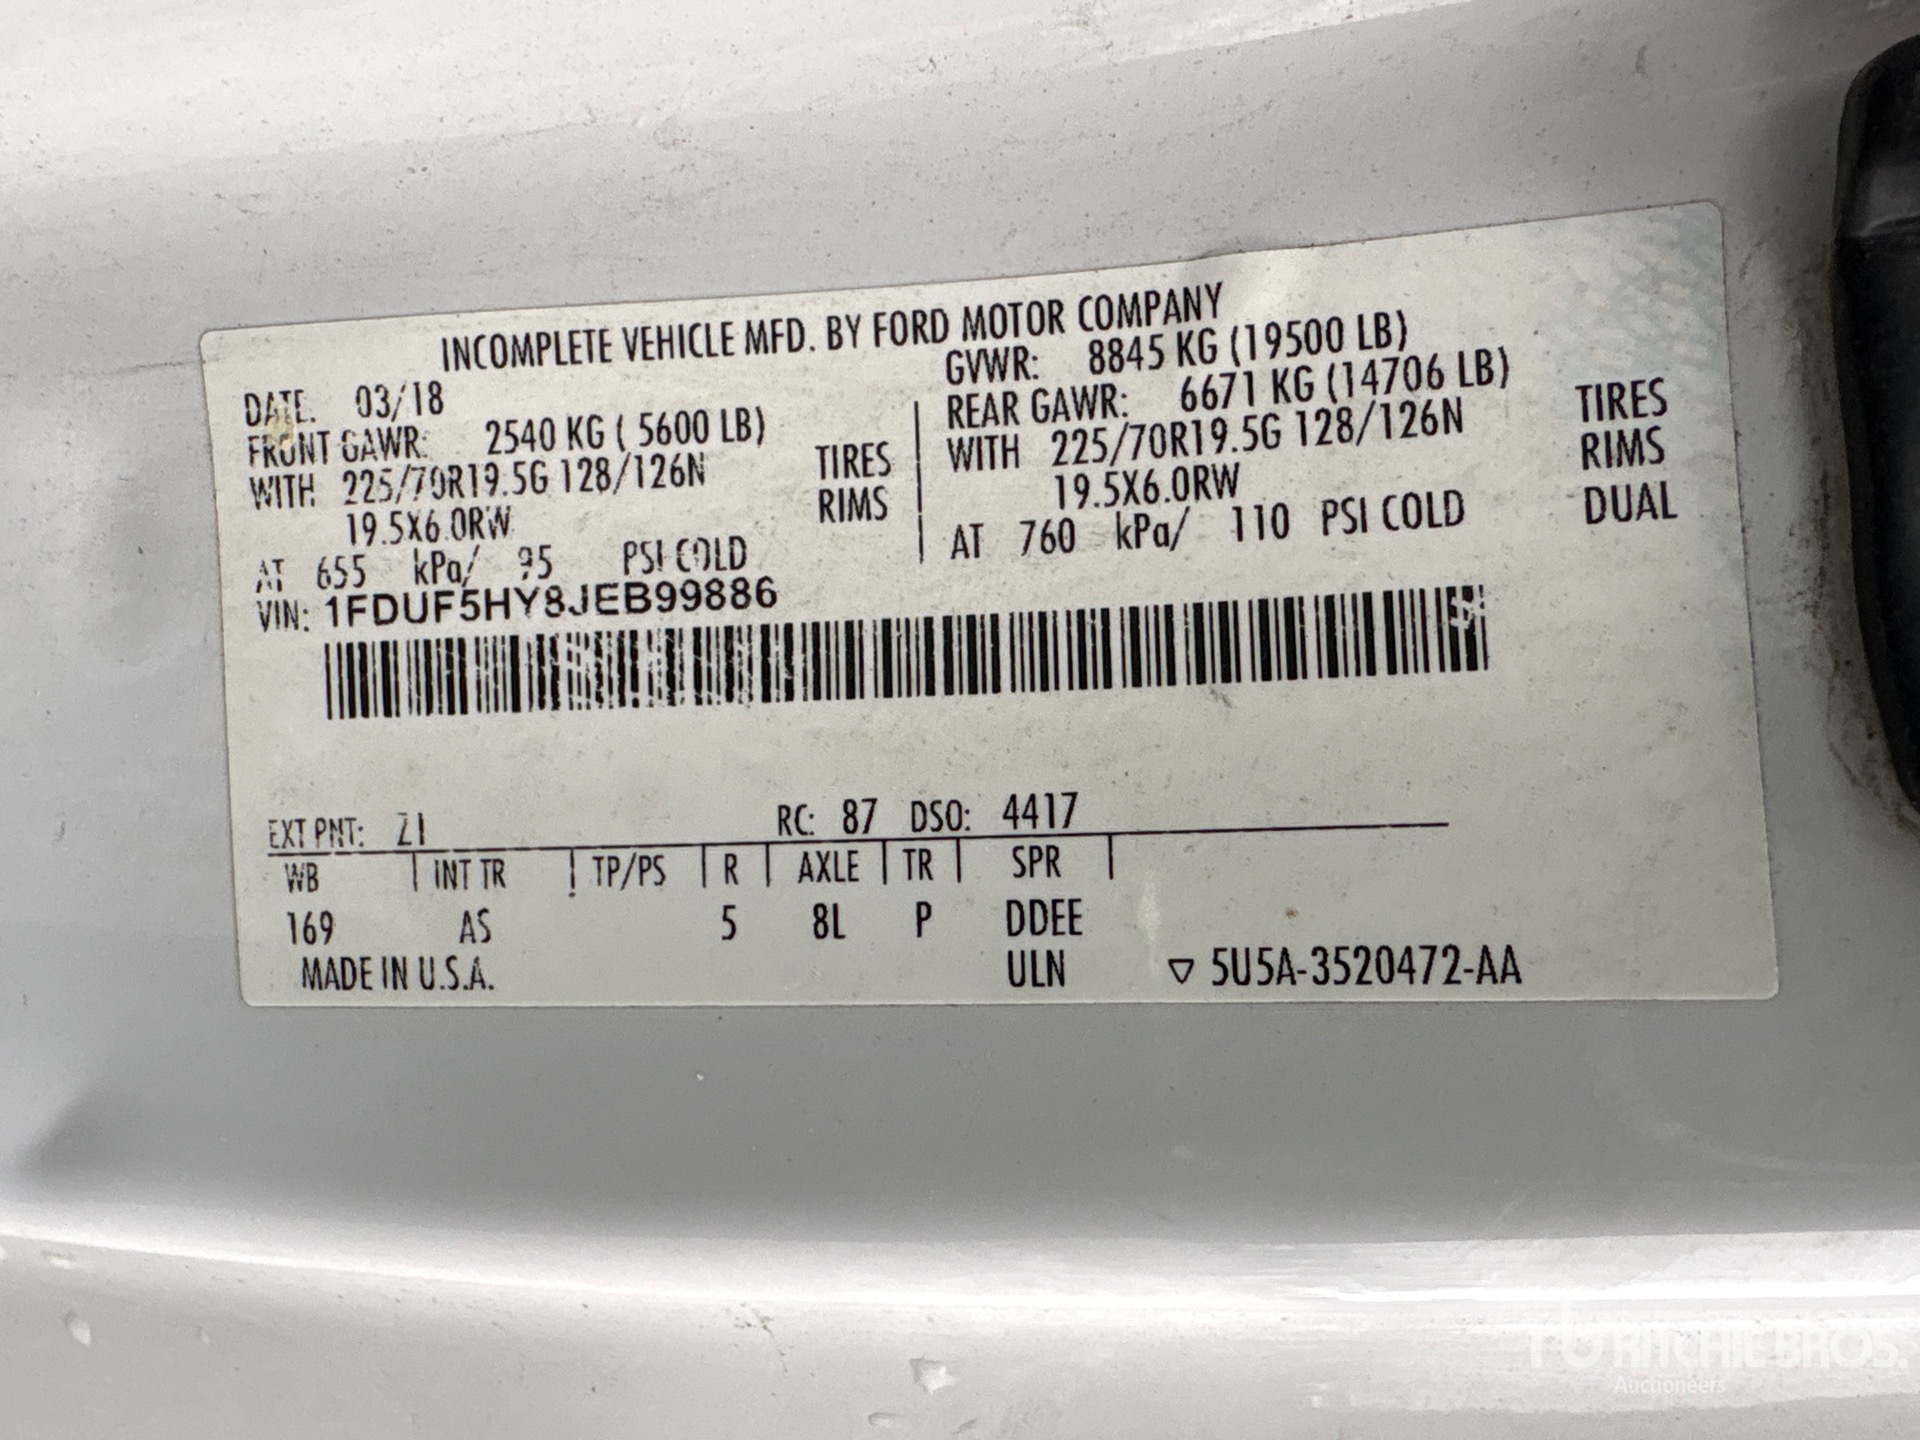 INCOMPLETE VEHICLE MFD. BY FORD MOTOR COMPANY
DATE. 03/18 GVWR: 8845 KG (19500 LB)
FRONT GAWR: 2540 KG ( 5600 LB) REAR GAWR: 6671 KG (14706 LB)
WITH 225/70R19.5G 128/126N TIRES WITH 225/70R19.5G 128/126N TIRES
19.5X6.0RW RIMS 19.5X6.0RW RIMS
AT 655 kPa/ 95 PSI COLD AT 760 kPa/ 110 PSI COLD DUAL
VIN: 1FDUF5HY8JEB99886
EXT PNT: Z1 RC: 87 DSO: 4417
WB INT TR TP/PS R AXLE TR SPR
169 AS 5 8L P DDEE
MADE IN U.S.A. ULN ▽ 5U5A-3520472-AA
RITCHIE BROS.
Auctioneers